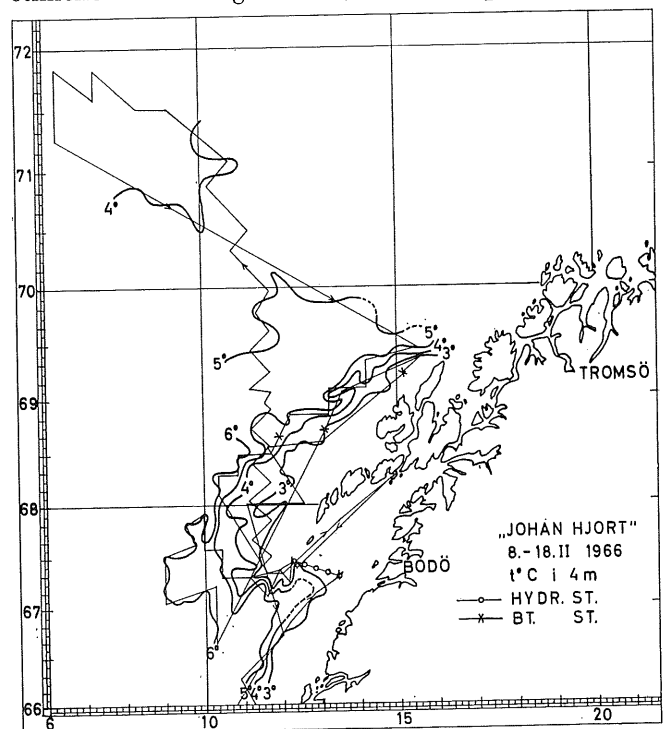 72
71
4°
70
5°
5°
4°
3°
TROMSÖ
69
6°
4°
3°
68
„JOHAN HJORT"
8.-18.II 1966
BODÖ
t°C i 4m
HYDR. ST.
67
BT. ST.
6°
5°4°3°
66
6 10 15 20